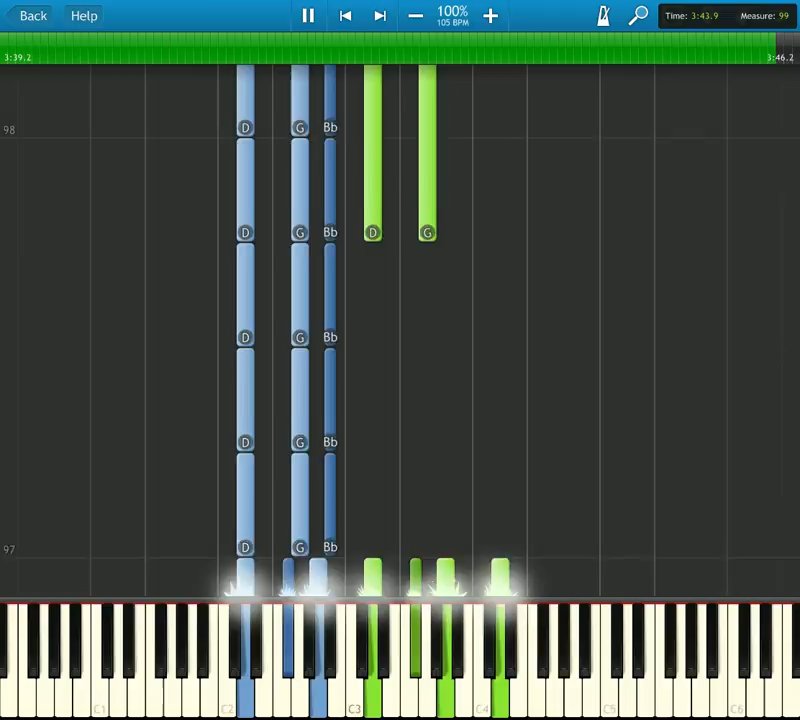 Back Help 100% Time: 3:43.9 Measure: 99
105 BPM
3:39.2 3:46.2
98 D G Bb
D G Bb D G
D G Bb
D G Bb
97 D G Bb
C1 C2 C3 C4 C5 C6